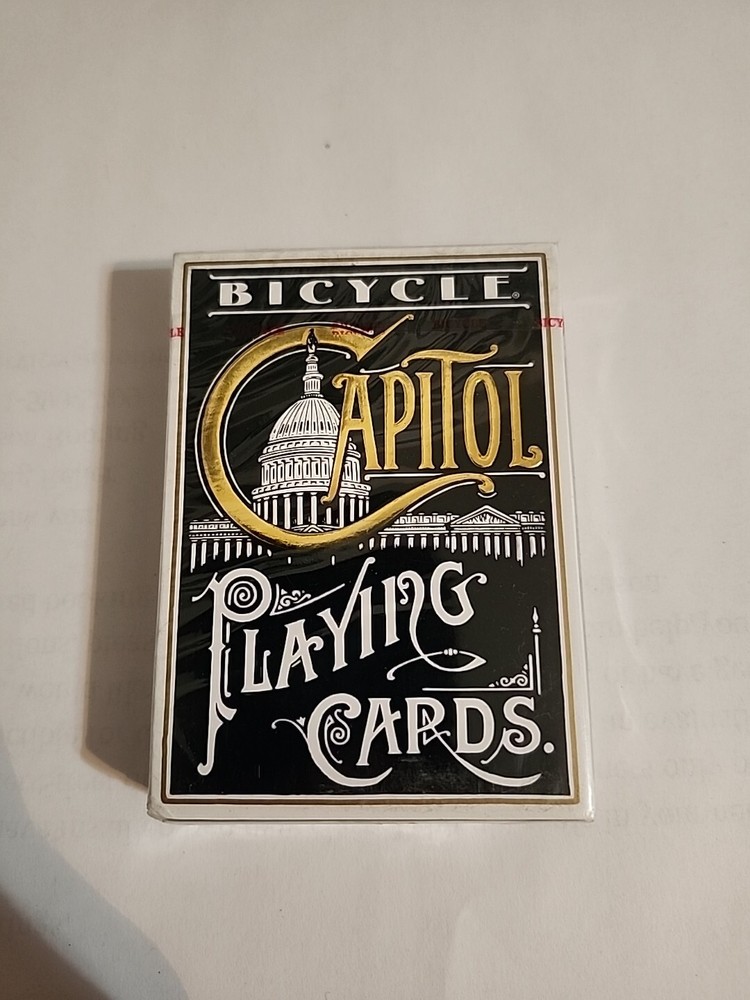 BICYCLE®
CAPITOL
PLAYING
CARDS.